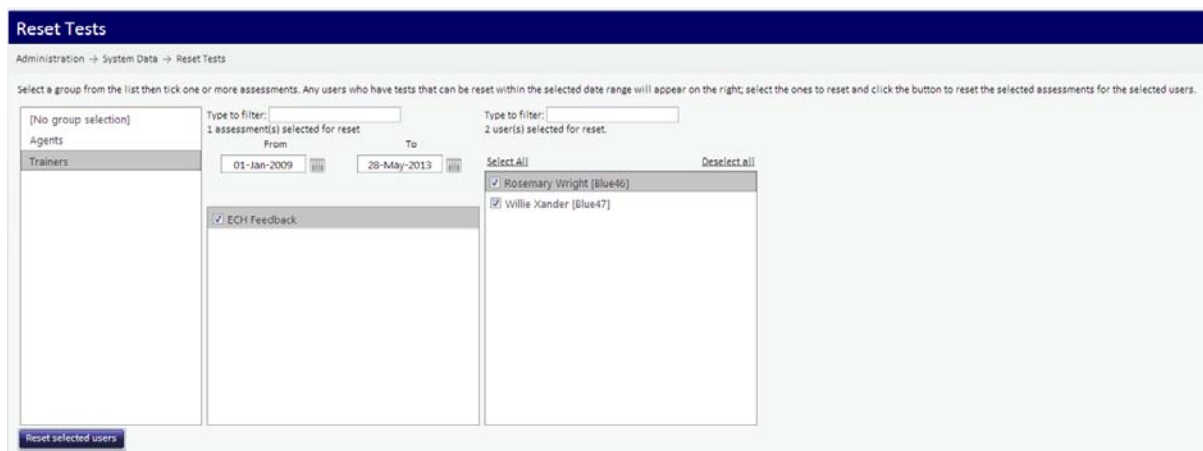 Reset Tests
Administration → System Data → Reset Tests
Select a group from the list then tick one or more assessments. Any users who have tests that can be reset within the selected date range will appear on the right; select the ones to reset and click the button to reset the selected assessments for the selected users.
[No group selection]
Agents
Trainers
Type to filter:
1 assessment(s) selected for reset
From To
01-Jan-2009 28-May-2013
ECH Feedback
Type to filter:
2 user(s) selected for reset.
Select All Deselect all
Rosemary Wright [Blue46]
Willie Xander [Blue47]
Reset selected users